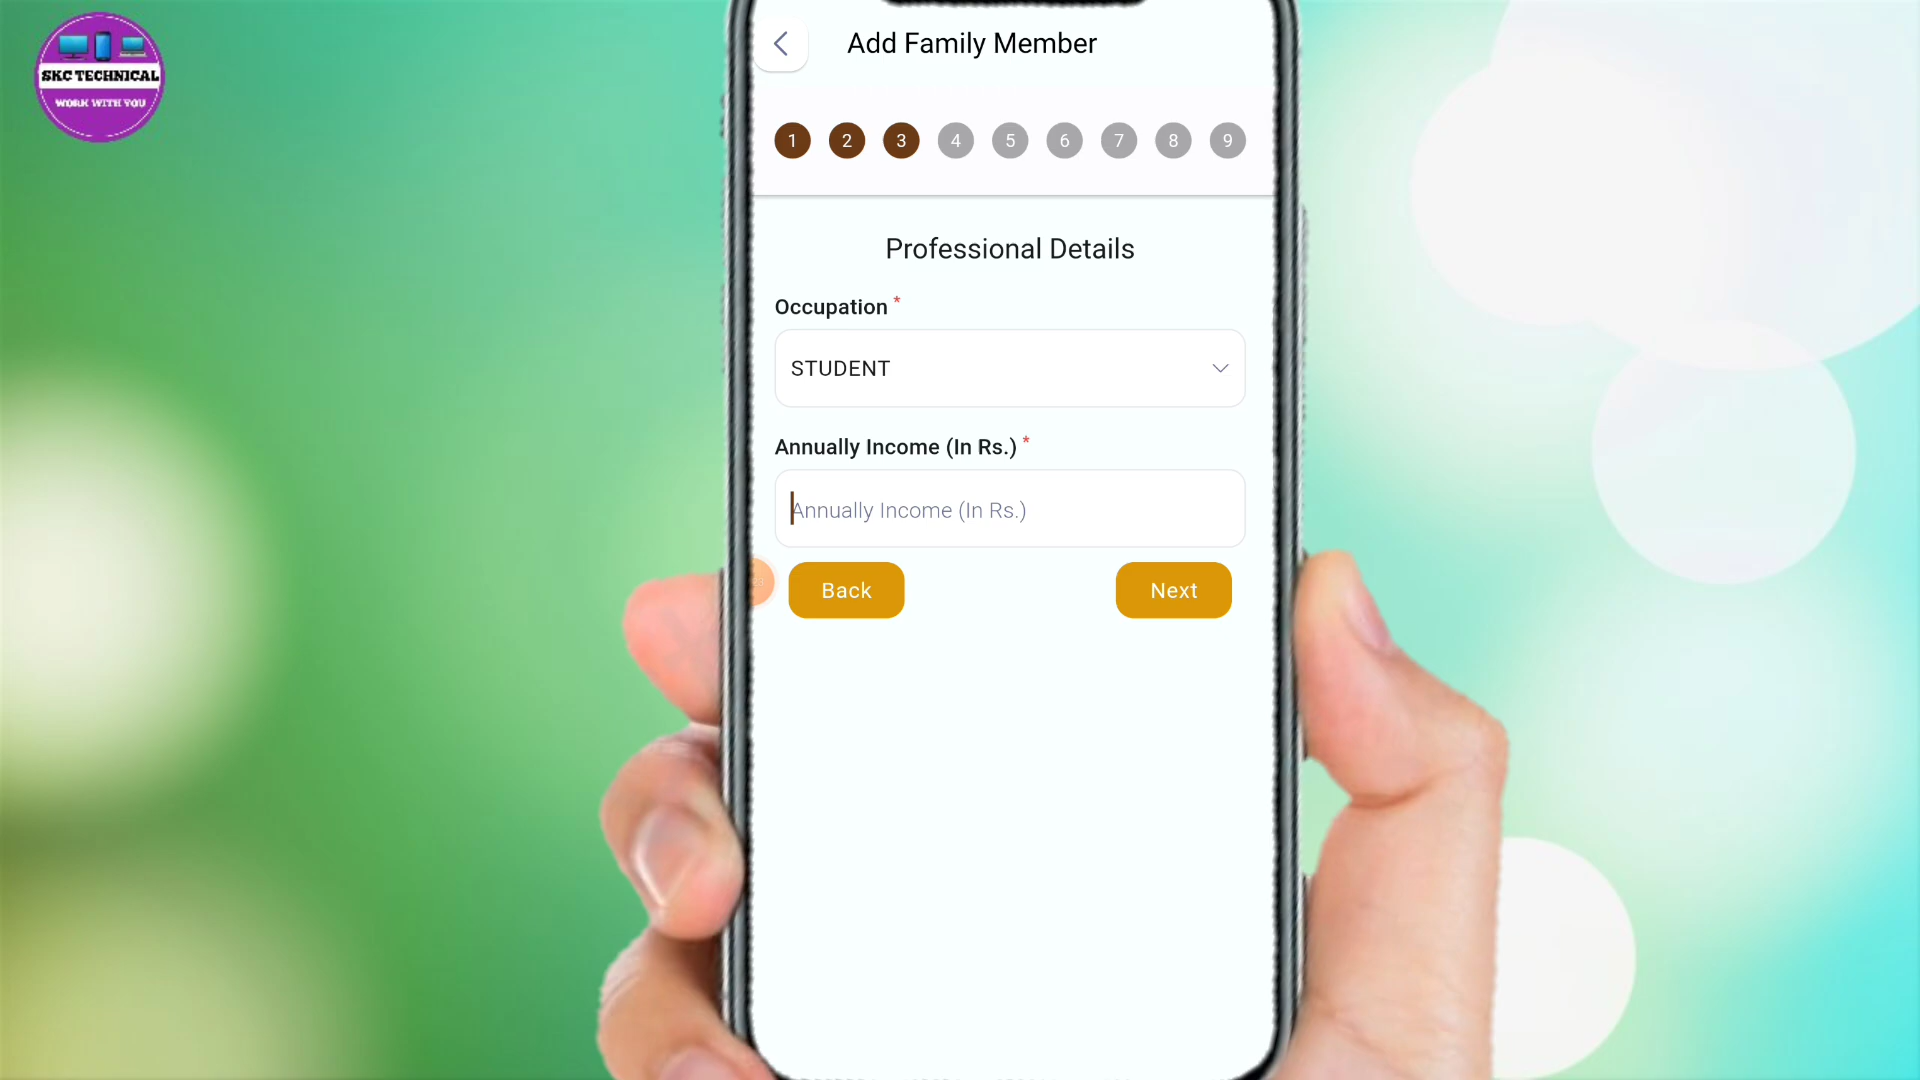 SKC TECHNICAL
WORK WITH YOU
Add Family Member
1 2 3 4 5 6 7 8 9
Professional Details
Occupation *
STUDENT
Annually Income (In Rs.) *
Annually Income (In Rs.)
Back
Next